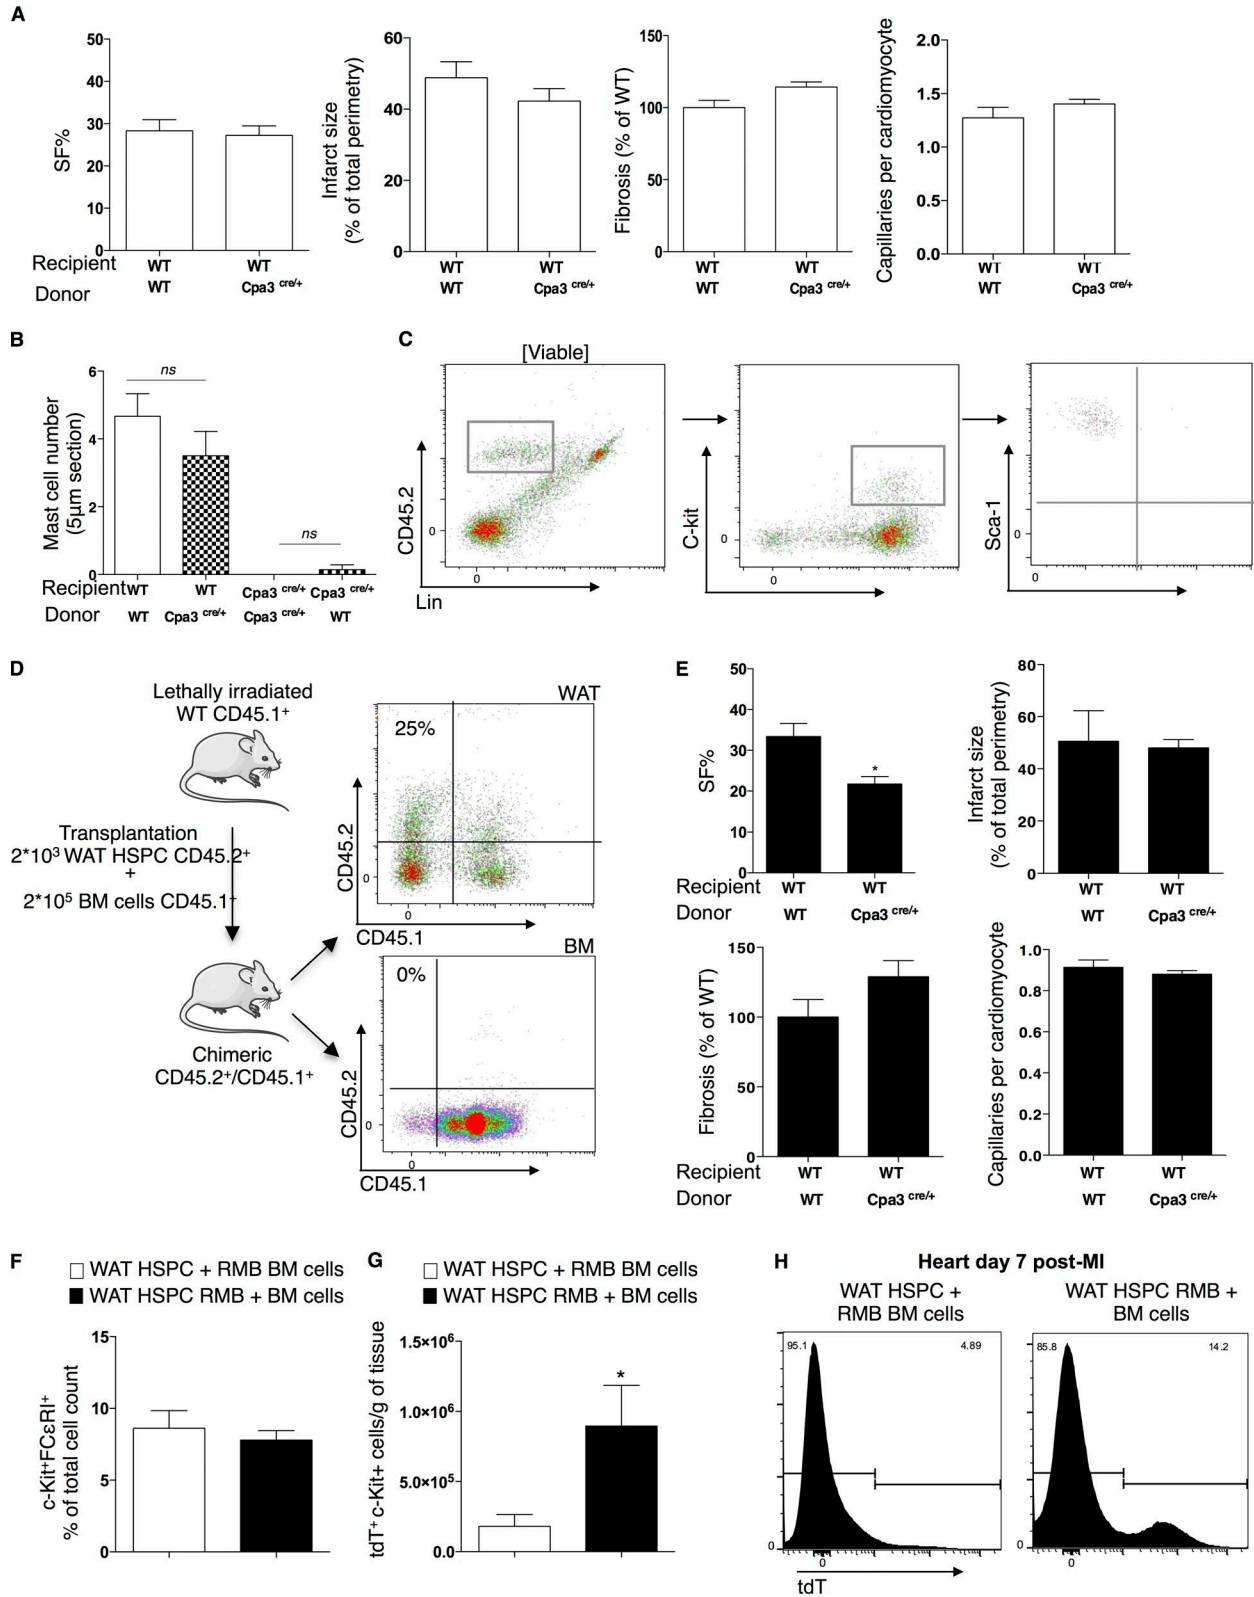 A
50
40
30
20
10
0
SF%
Recipient
WT
WT
Donor
WT
Cpa3 cre/+
60
40
20
0
Infarct size
(% of total perimetry)
WT
WT
WT
Cpa3 cre/+
150
100
50
0
Fibrosis (% of WT)
WT
WT
WT
Cpa3 cre/+
2.0
1.5
1.0
0.5
0.0
Capillaries per cardiomyocyte
WT
WT
WT
Cpa3 cre/+
B
6
4
2
0
Mast cell number
(5µm section)
ns
ns
Recipient
WT
WT
Cpa3 cre/+
Cpa3 cre/+
Donor
WT
Cpa3 cre/+
Cpa3 cre/+
WT
C
[Viable]
CD45.2
0
0
Lin
C-kit
0
0
Sca-1
0
0
D
Lethally irradiated
WT CD45.1+
Transplantation
2*10³ WAT HSPC CD45.2+
+
2*10⁵ BM cells CD45.1+
Chimeric
CD45.2+/CD45.1+
WAT
25%
CD45.2
0
0
CD45.1
BM
0%
CD45.2
0
0
CD45.1
E
50
40
30
20
10
0
SF%
*
Recipient
WT
WT
Donor
WT
Cpa3 cre/+
80
60
40
20
0
Infarct size
(% of total perimetry)
WT
WT
WT
Cpa3 cre/+
150
100
50
0
Fibrosis (% of WT)
Recipient
WT
WT
Donor
WT
Cpa3 cre/+
1.0
0.8
0.6
0.4
0.2
0.0
Capillaries per cardiomyocyte
WT
WT
WT
Cpa3 cre/+
F
WAT HSPC + RMB BM cells
WAT HSPC RMB + BM cells
15
10
5
0
c-Kit+FCεRI+
% of total cell count
G
WAT HSPC + RMB BM cells
WAT HSPC RMB + BM cells
1.5×10⁶
1.0×10⁶
5.0×10⁵
0.0
tdT+ c-Kit+ cells/g of tissue
*
H
Heart day 7 post-MI
WAT HSPC +
RMB BM cells
95.1
4.89
0
0
tdT
WAT HSPC RMB +
BM cells
85.8
14.2
0
0